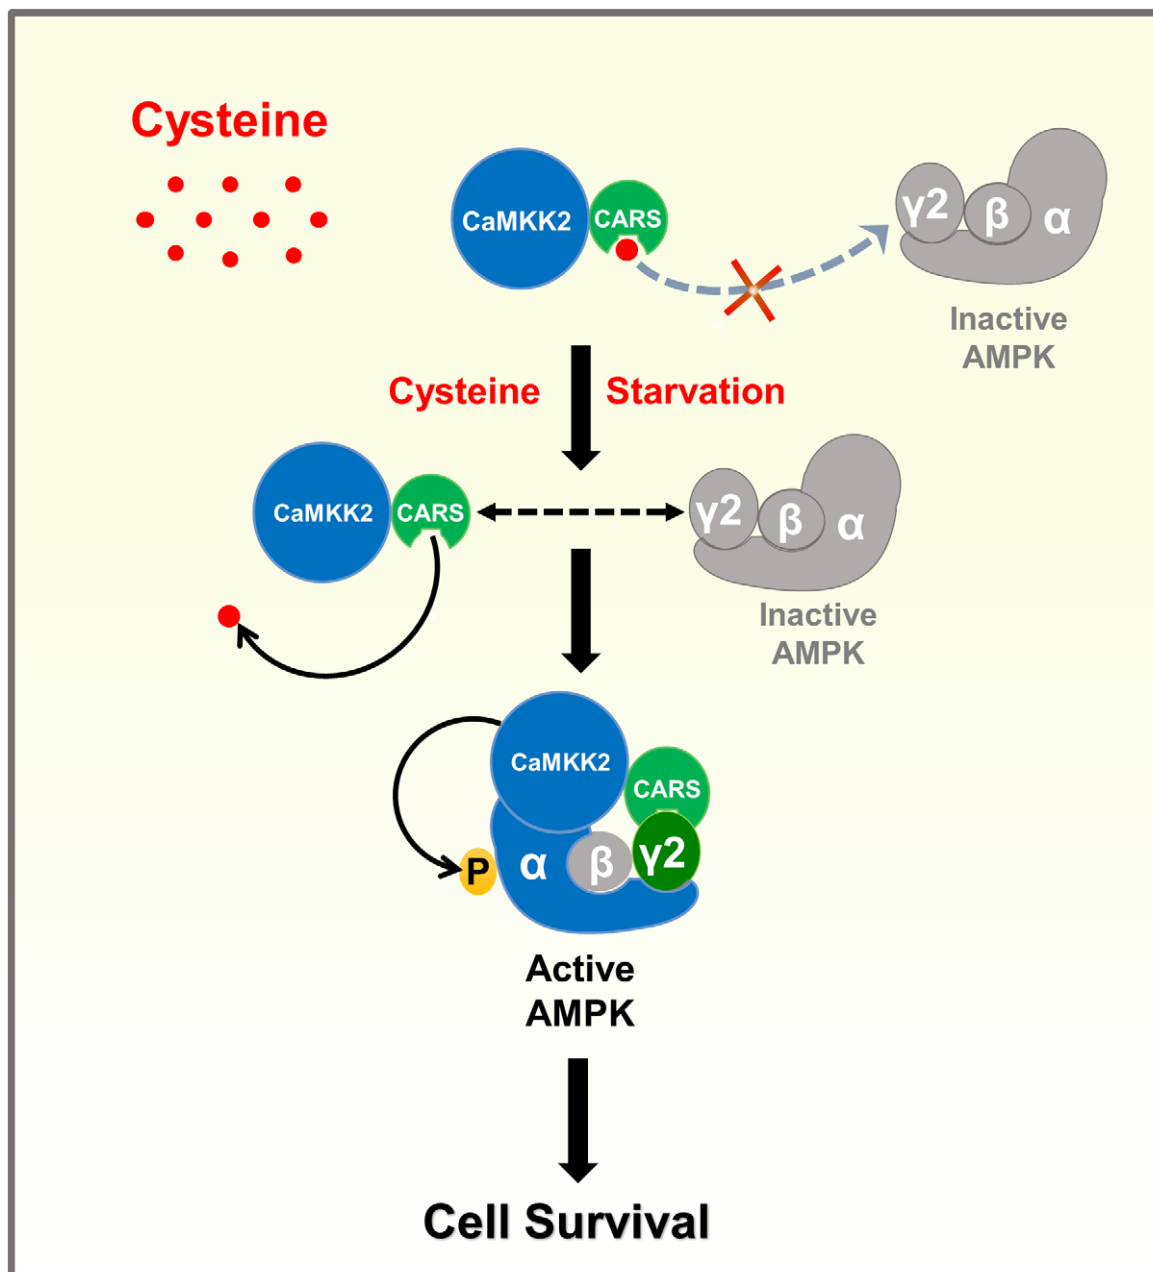 Cysteine
CaMKK2
CARS
γ2
β
α
Inactive
AMPK
Cysteine Starvation
CaMKK2
CARS
γ2
β
α
Inactive
AMPK
CaMKK2
CARS
P
α
β
γ2
Active
AMPK
Cell Survival